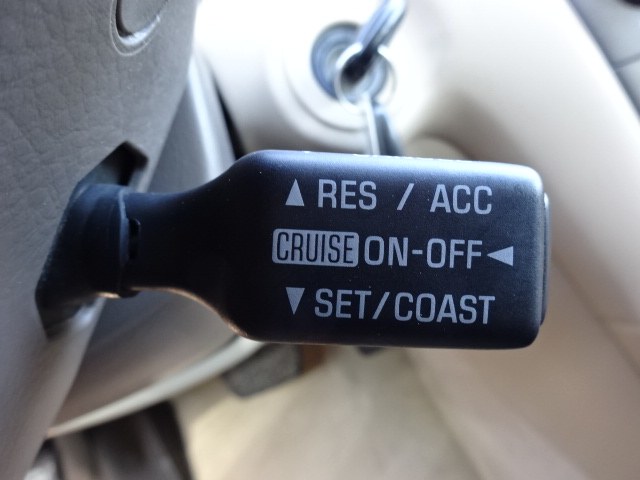 ▲ RES / ACC
CRUISE ON-OFF ◀
▼ SET/COAST